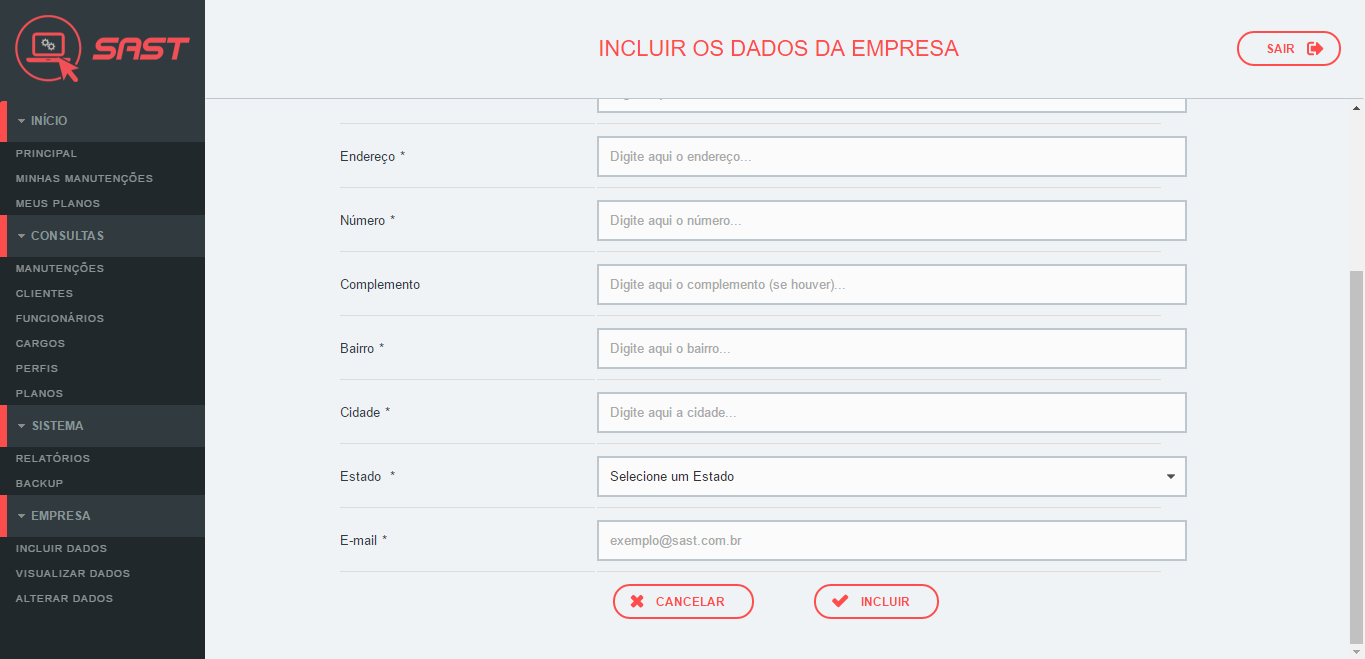 SAST
INCLUIR OS DADOS DA EMPRESA
SAIR
INÍCIO
PRINCIPAL
MINHAS MANUTENÇÕES
MEUS PLANOS
CONSULTAS
MANUTENÇÕES
CLIENTES
FUNCIONÁRIOS
CARGOS
PERFIS
PLANOS
SISTEMA
RELATÓRIOS
BACKUP
EMPRESA
INCLUIR DADOS
VISUALIZAR DADOS
ALTERAR DADOS
Endereço * Digite aqui o endereço...
Número * Digite aqui o número...
Complemento Digite aqui o complemento (se houver)...
Bairro * Digite aqui o bairro...
Cidade * Digite aqui a cidade...
Estado * Selecione um Estado
E-mail * exemplo@sast.com.br
CANCELAR INCLUIR